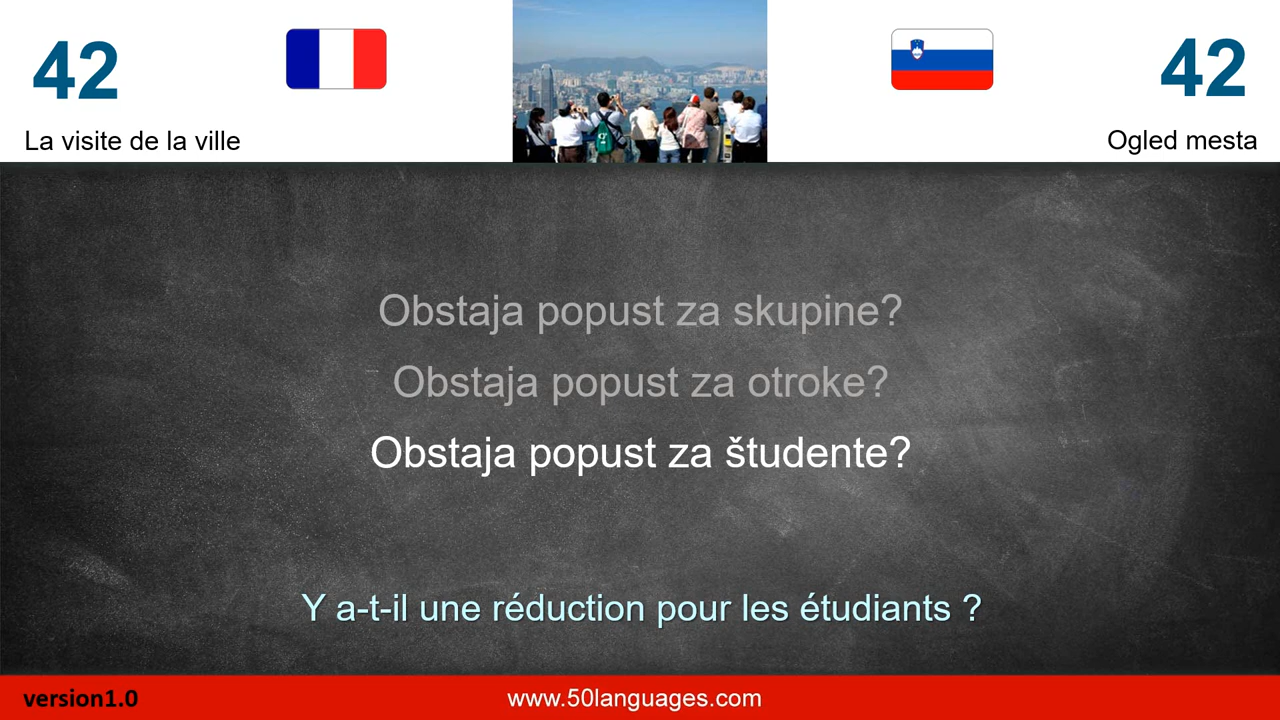 42
42
La visite de la ville
Ogled mesta
Obstaja popust za skupine?
Obstaja popust za otroke?
Obstaja popust za študente?
Y a-t-il une réduction pour les étudiants ?
version1.0
www.50languages.com